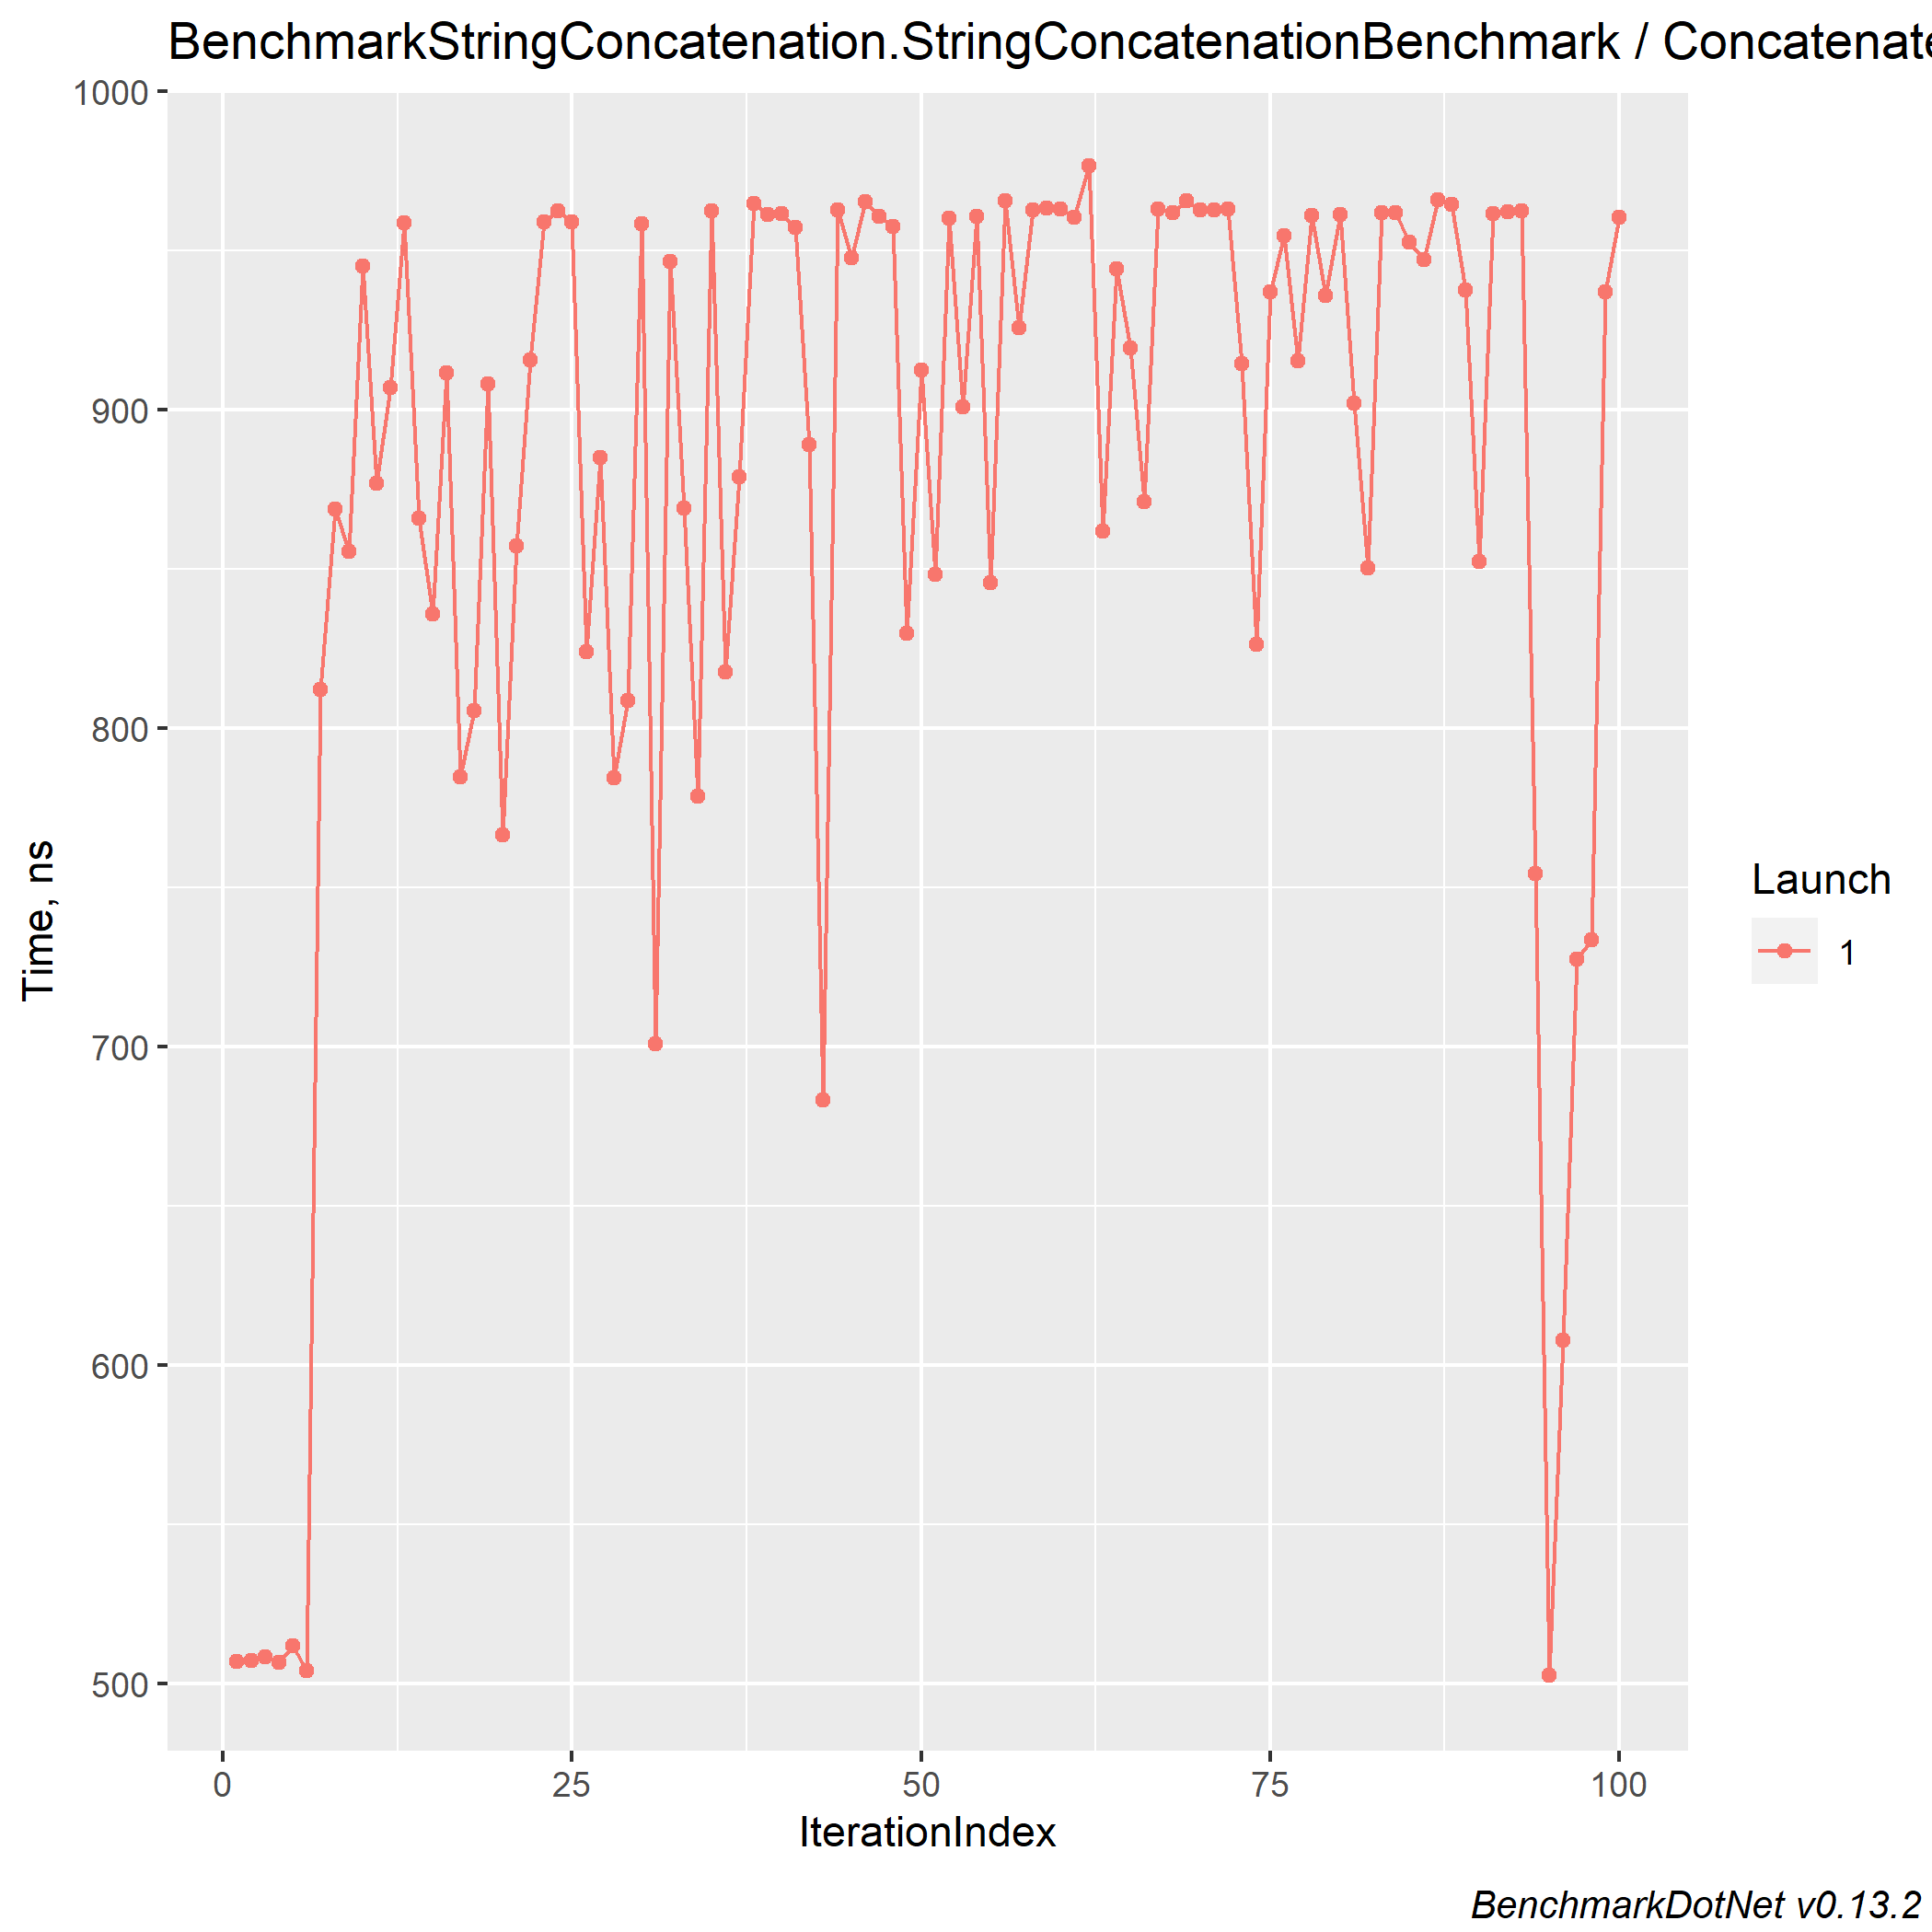 BenchmarkStringConcatenation.StringConcatenationBenchmark / Concatenate
1000
900
800
700
600
500
Time, ns
0 25 50 75 100
IterationIndex
Launch
1
BenchmarkDotNet v0.13.2